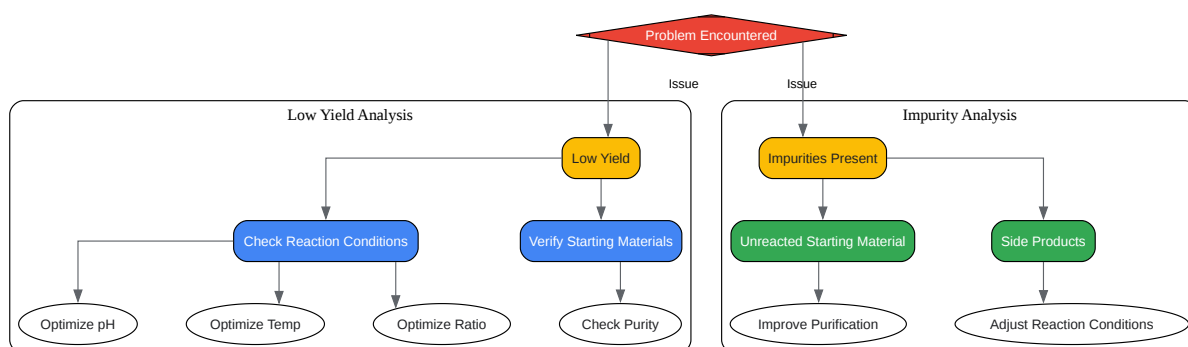 Problem Encountered
Issue
Issue
Low Yield Analysis
Impurity Analysis
Low Yield
Impurities Present
Check Reaction Conditions
Verify Starting Materials
Unreacted Starting Material
Side Products
Optimize pH
Optimize Temp
Optimize Ratio
Check Purity
Improve Purification
Adjust Reaction Conditions